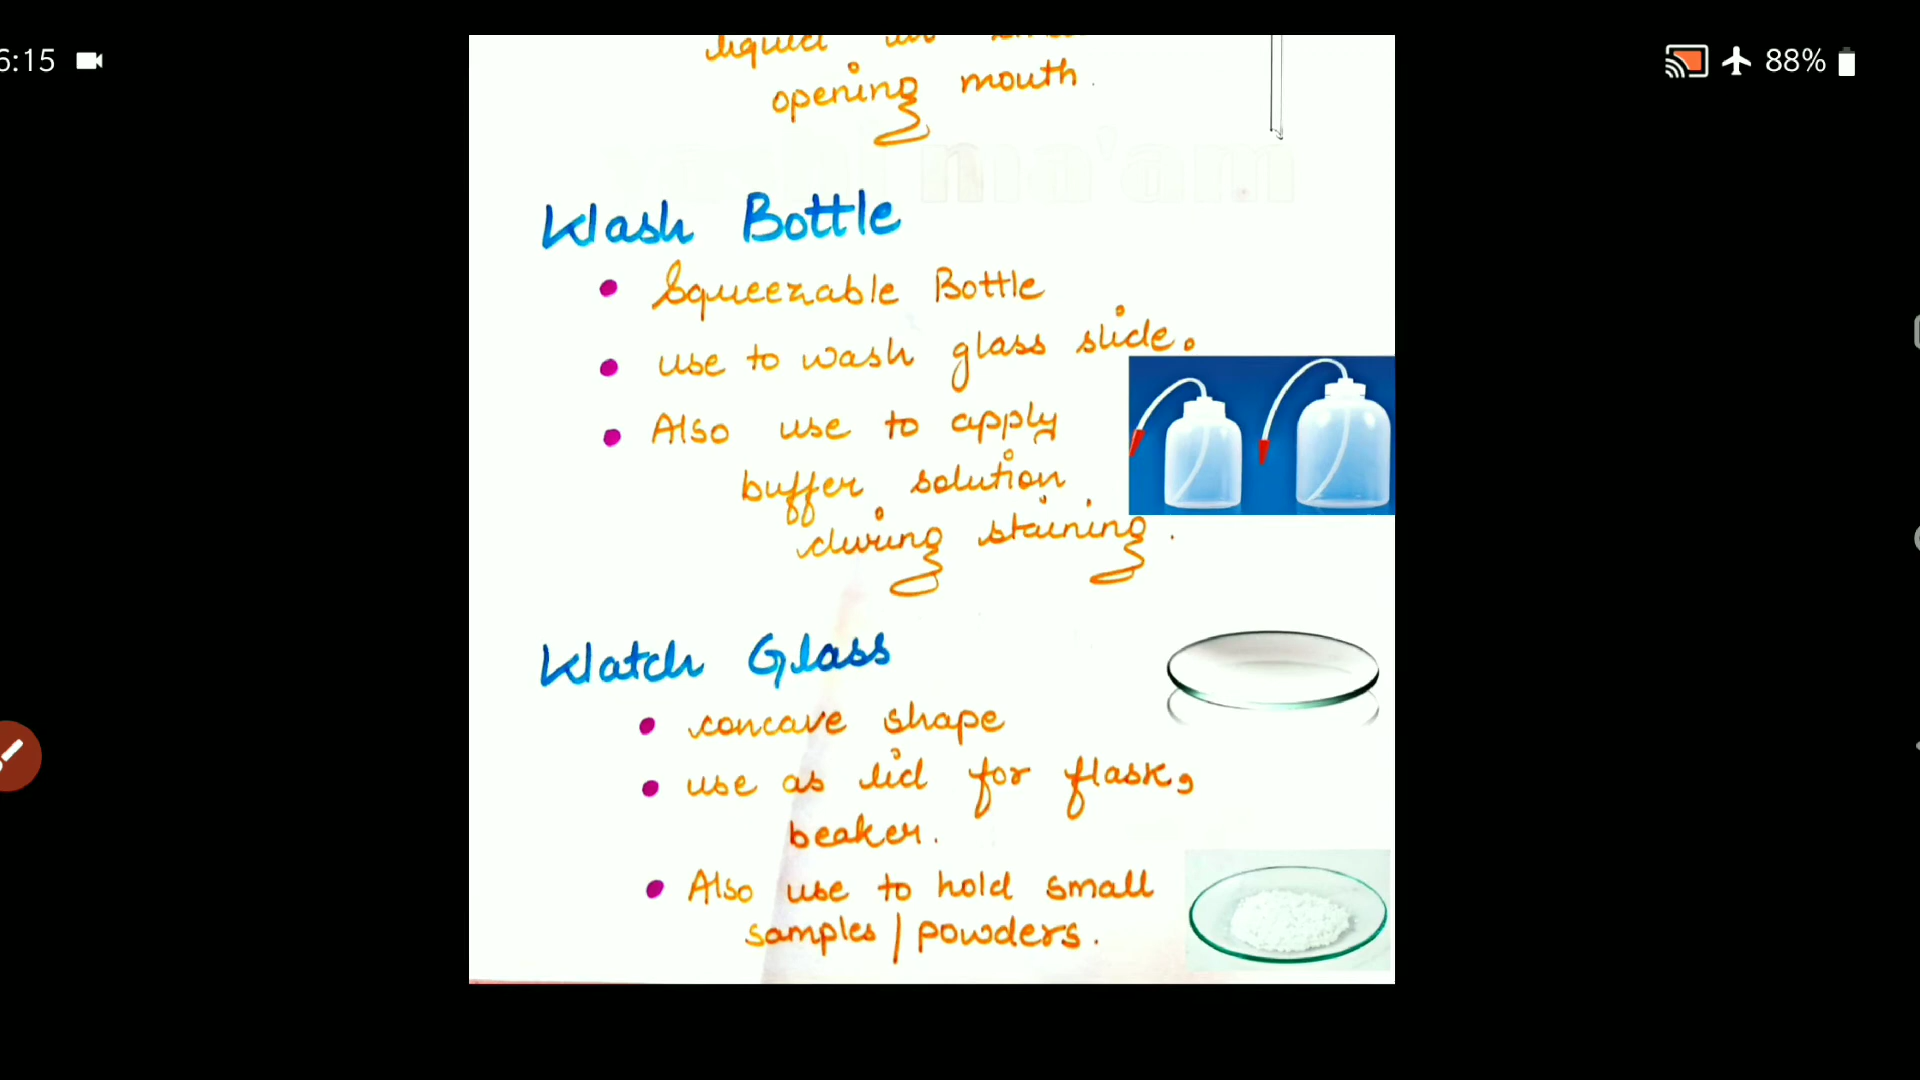 6:15
88%
liquid
opening mouth.
Wash Bottle
• Squeezable Bottle
• use to wash glass slide.
• Also use to apply
buffer solution
during staining.
Watch Glass
• concave shape
• use as lid for flask,
beaker.
• Also use to hold small
samples / powders.